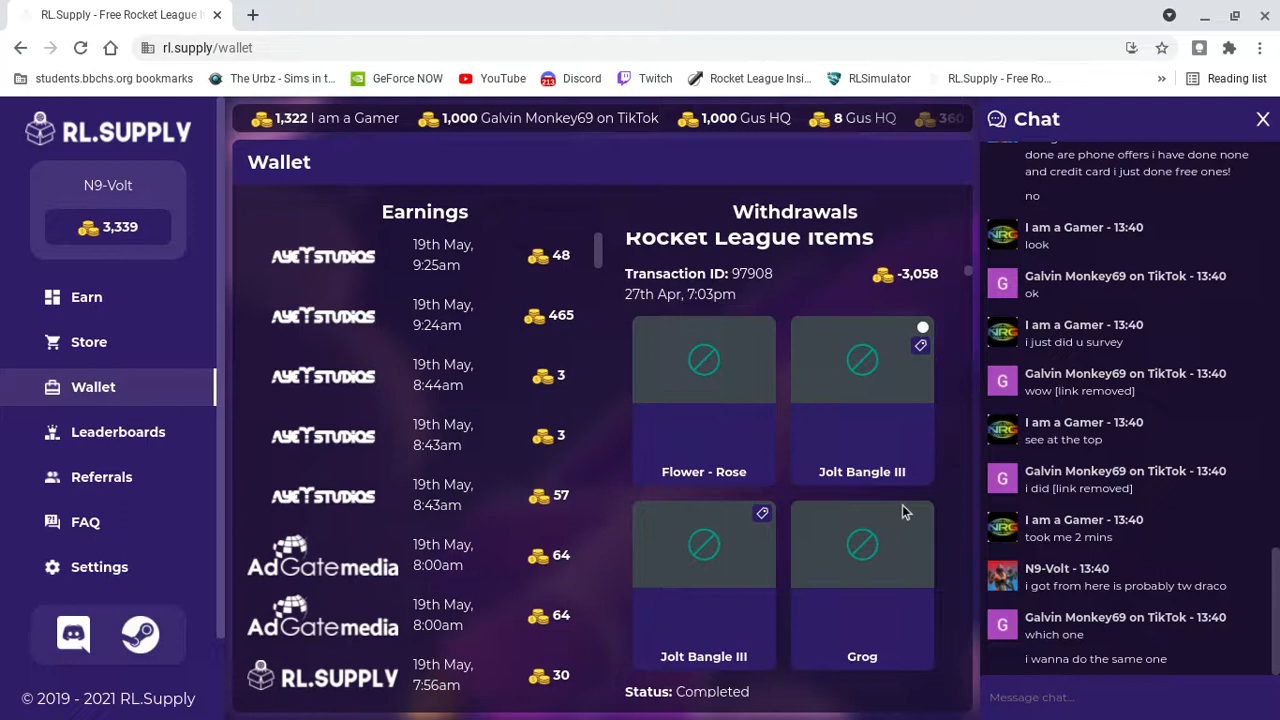 RL.Supply - Free Rocket League I
rl.supply/wallet
students.bbchs.org bookmarks
The Urbz - Sims in t...
GeForce NOW
YouTube
213
Discord
Twitch
Rocket League Insi...
RLSimulator
RL.Supply - Free Ro...
»
Reading list
RL.SUPPLY
N9-Volt
3,339
Earn
Store
Wallet
Leaderboards
Referrals
FAQ
Settings
© 2019 - 2021 RL.Supply
1,322 I am a Gamer
1,000 Galvin Monkey69 on TikTok
1,000 Gus HQ
8 Gus HQ
360
Wallet
Earnings
AYET STUDIOS
19th May,
9:25am
48
AYET STUDIOS
19th May,
9:24am
465
AYET STUDIOS
19th May,
8:44am
3
AYET STUDIOS
19th May,
8:43am
3
AYET STUDIOS
19th May,
8:43am
57
AdGatemedia
19th May,
8:00am
64
AdGatemedia
19th May,
8:00am
64
RL.SUPPLY
19th May,
7:56am
30
Withdrawals
Rocket League Items
Transaction ID: 97908
-3,058
27th Apr, 7:03pm
Flower - Rose
Jolt Bangle III
Jolt Bangle III
Grog
Status: Completed
Chat
X
done are phone offers i have done none
and credit card i just done free ones!
no
I am a Gamer - 13:40
look
G
Galvin Monkey69 on TikTok - 13:40
ok
I am a Gamer - 13:40
i just did u survey
G
Galvin Monkey69 on TikTok - 13:40
wow [link removed]
I am a Gamer - 13:40
see at the top
G
Galvin Monkey69 on TikTok - 13:40
i did [link removed]
I am a Gamer - 13:40
took me 2 mins
N9-Volt - 13:40
i got from here is probably tw draco
G
Galvin Monkey69 on TikTok - 13:40
which one
i wanna do the same one
Message chat...